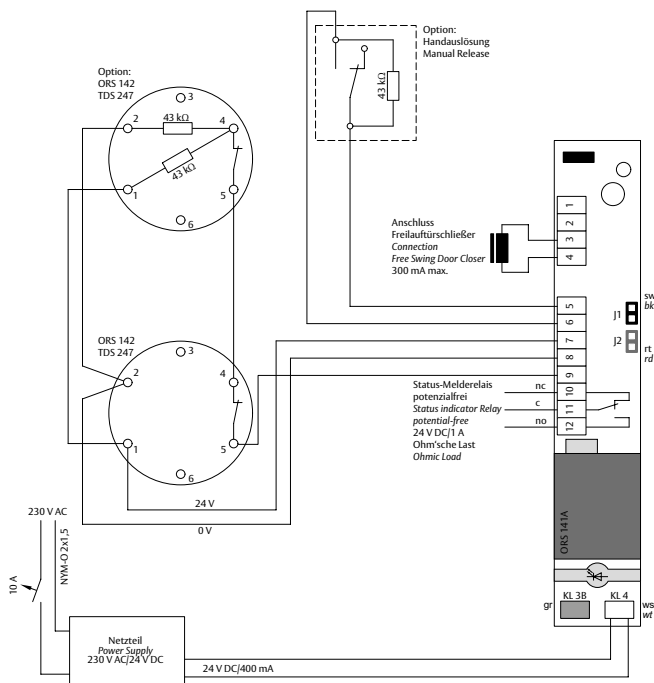 Option:
Handauslösung
Manual Release
43 kΩ
Option:
ORS 142
TDS 247
3
2
43 kΩ
4
43 kΩ
1
5
6
Anschluss
Freilauftürschließer
Connection
Free Swing Door Closer
300 mA max.
1
2
3
4
5
6
7
8
9
10
11
12
sw
bk
J1
J2
rt
rd
ORS 142
TDS 247
3
2
4
1
5
6
Status-Melderelais
potenzialfrei
Status indicator Relay
potential-free
24 V DC/1 A
Ohm'sche Last
Ohmic Load
nc
c
no
24 V
0 V
ORS 141A
230 V AC
NYM-O 2x1,5
10 A
gr
KL 3B
KL 4
ws
wt
Netzteil
Power Supply
230 V AC/24 V DC
24 V DC/400 mA